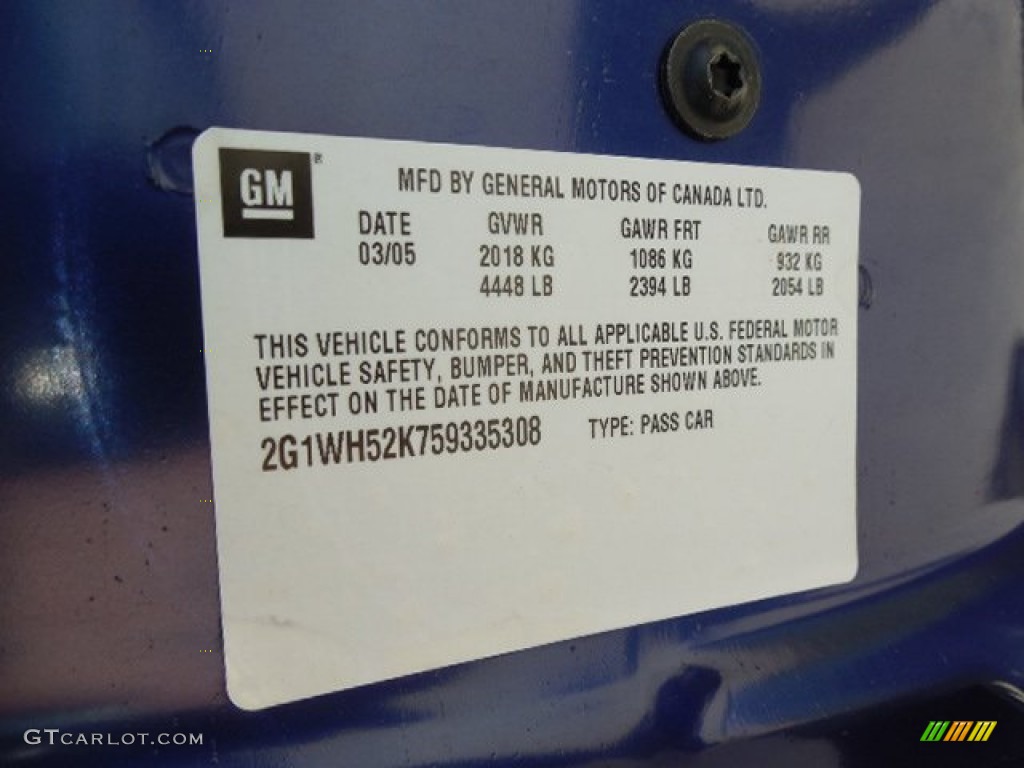 GM®
MFD BY GENERAL MOTORS OF CANADA LTD.
DATE GVWR GAWR FRT GAWR RR
03/05 2018 KG 1086 KG 932 KG
4448 LB 2394 LB 2054 LB
THIS VEHICLE CONFORMS TO ALL APPLICABLE U.S. FEDERAL MOTOR
VEHICLE SAFETY, BUMPER, AND THEFT PREVENTION STANDARDS IN
EFFECT ON THE DATE OF MANUFACTURE SHOWN ABOVE.
2G1WH52K759335308 TYPE: PASS CAR
GTCARLOT.COM